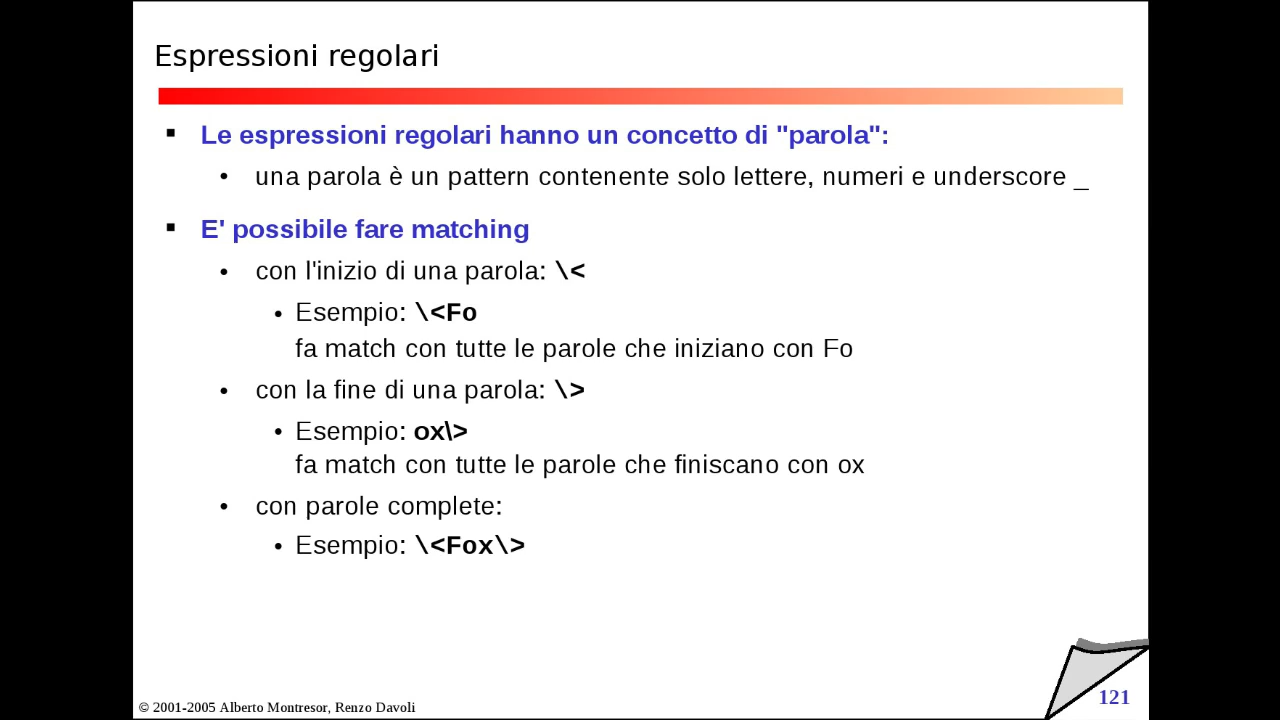 Espressioni regolari
Le espressioni regolari hanno un concetto di "parola":
una parola è un pattern contenente solo lettere, numeri e underscore _
E' possibile fare matching
con l'inizio di una parola: \<
Esempio: \<Fo
fa match con tutte le parole che iniziano con Fo
con la fine di una parola: \>
Esempio: ox\>
fa match con tutte le parole che finiscano con ox
con parole complete:
Esempio: \<Fox\>
© 2001-2005 Alberto Montresor, Renzo Davoli
121